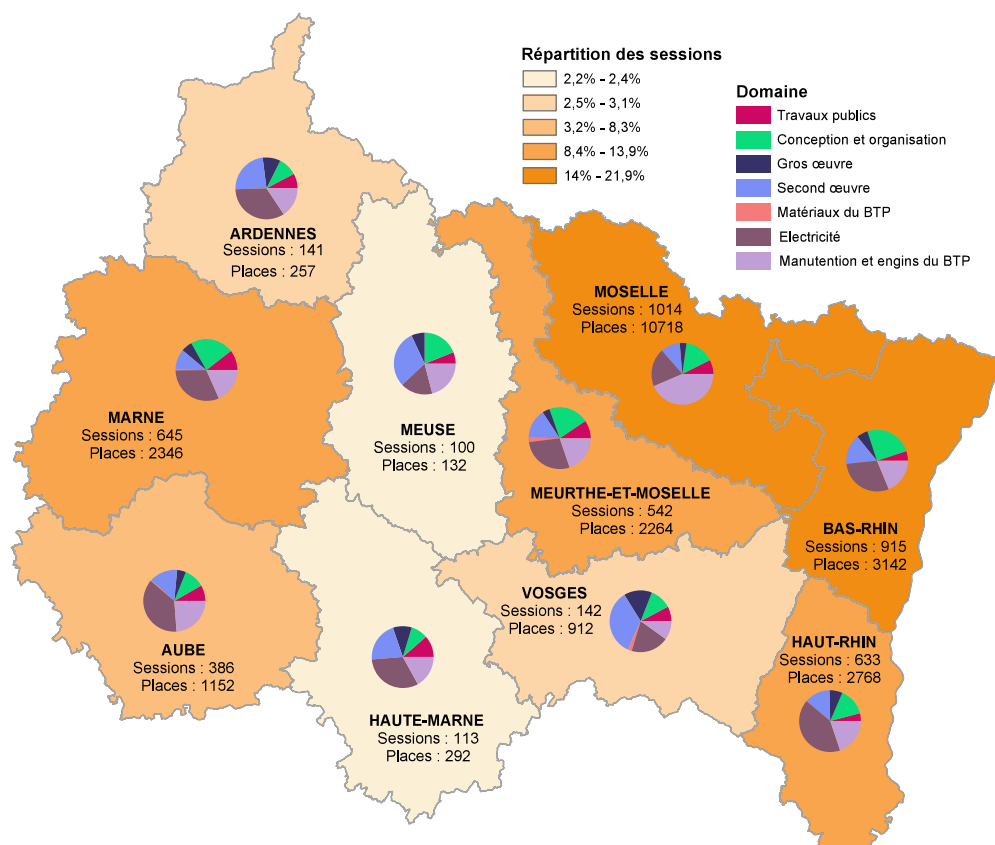 Répartition des sessions
2,2% - 2,4%
2,5% - 3,1%
3,2% - 8,3%
8,4% - 13,9%
14% - 21,9%
Domaine
Travaux publics
Conception et organisation
Gros œuvre
Second œuvre
Matériaux du BTP
Electricité
Manutention et engins du BTP
ARDENNES
Sessions : 141
Places : 257
MOSELLE
Sessions : 1014
Places : 10718
MARNE
Sessions : 645
Places : 2346
MEUSE
Sessions : 100
Places : 132
MEURTHE-ET-MOSELLE
Sessions : 542
Places : 2264
BAS-RHIN
Sessions : 915
Places : 3142
VOSGES
Sessions : 142
Places : 912
AUBE
Sessions : 386
Places : 1152
HAUT-RHIN
Sessions : 633
Places : 2768
HAUTE-MARNE
Sessions : 113
Places : 292